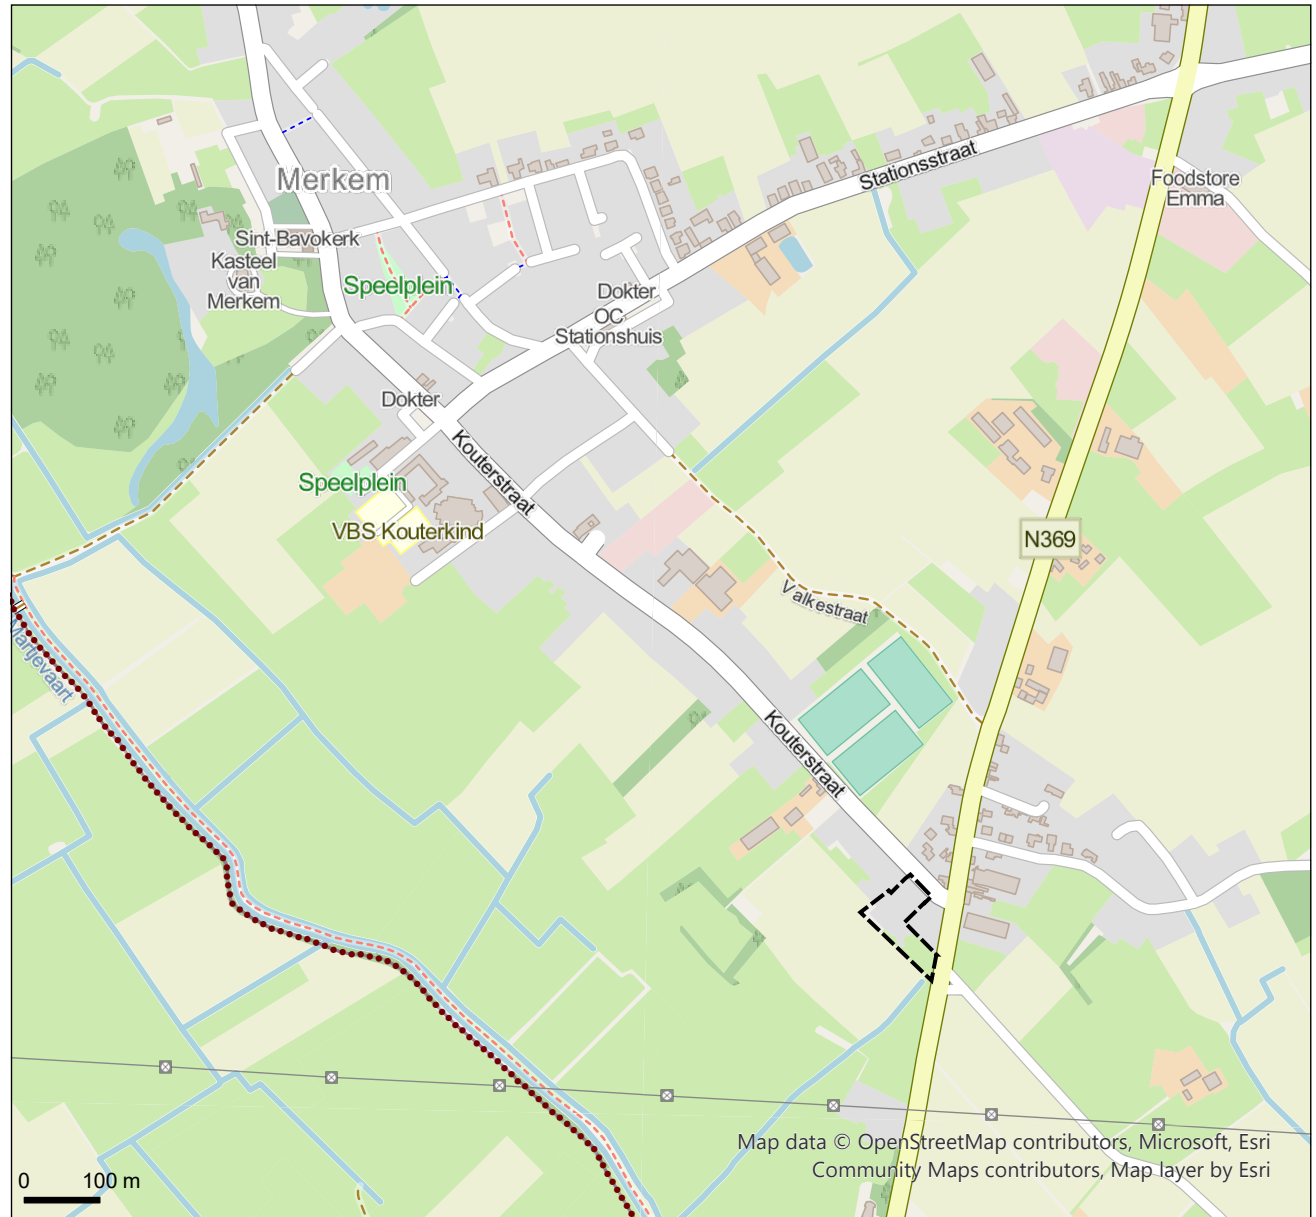 Merkem
Stationsstraat
Foodstore
Emma
Sint-Bavokerk
Kasteel
van
Merkem
Speelplein
Dokter
OC
Stationshuis
Dokter
Kouterstraat
Speelplein
VBS Kouterkind
N369
Valkestraat
Martjevaart
Kouterstraat
Map data © OpenStreetMap contributors, Microsoft, Esri
Community Maps contributors, Map layer by Esri
0 100 m